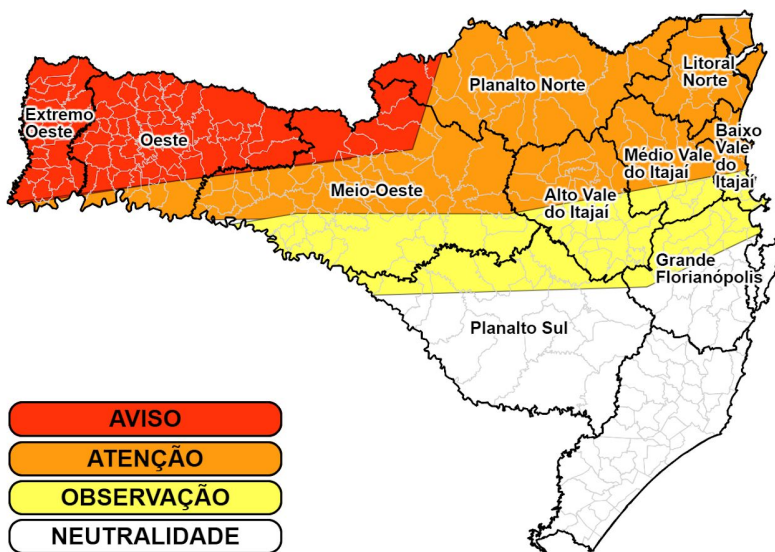 Extremo
Oeste
Oeste
Planalto Norte
Litoral
Norte
Meio-Oeste
Alto Vale
do Itajaí
Médio Vale
do Itajaí
Baixo
Vale
do
Itajaí
Grande
Florianópolis
Planalto Sul
AVISO
ATENÇÃO
OBSERVAÇÃO
NEUTRALIDADE